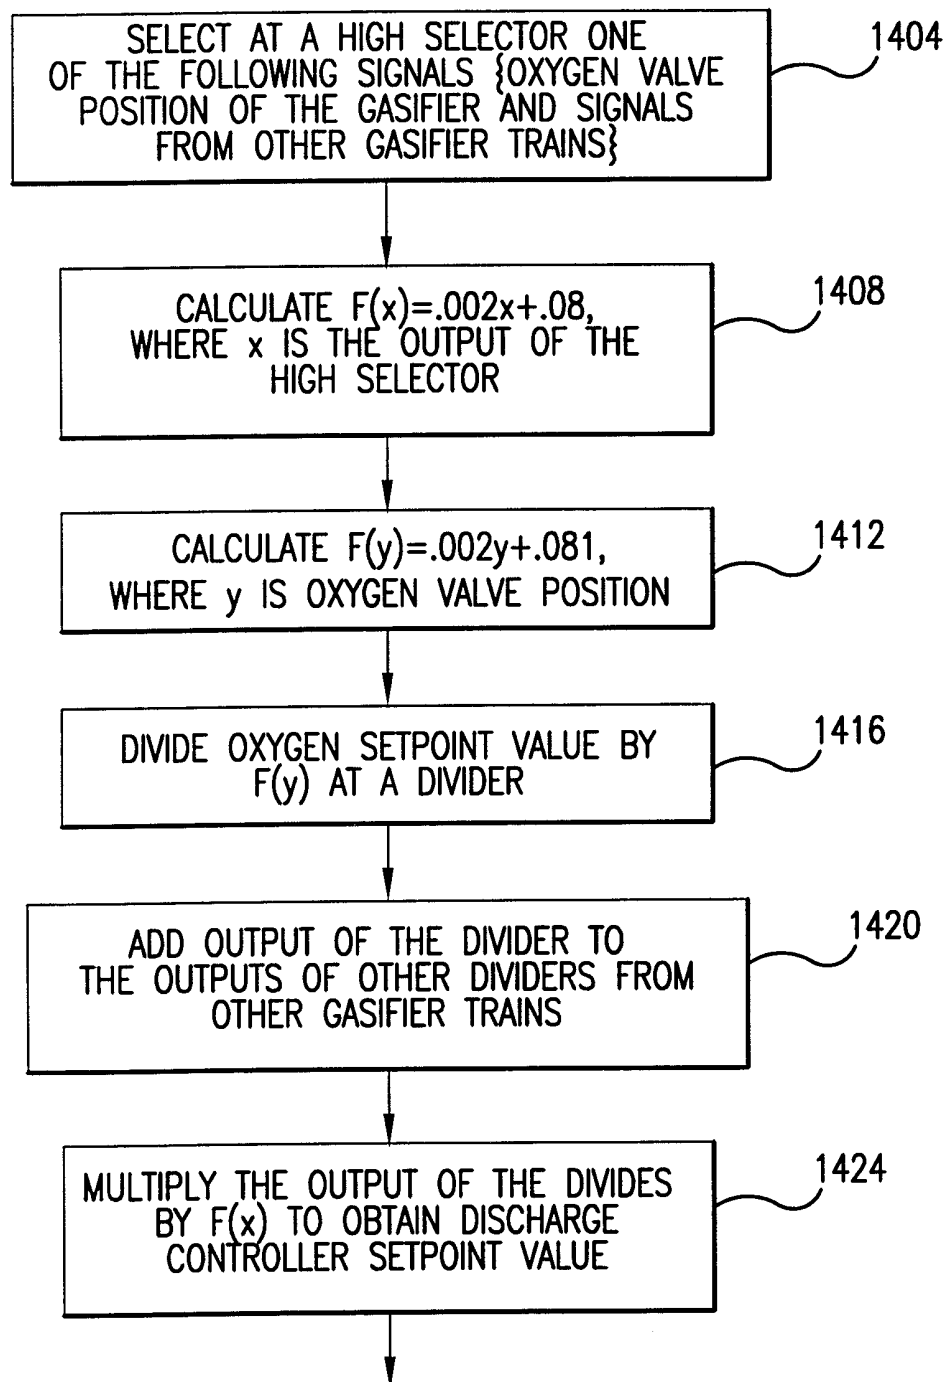 SELECT AT A HIGH SELECTOR ONE
OF THE FOLLOWING SIGNALS {OXYGEN VALVE
POSITION OF THE GASIFIER AND SIGNALS
FROM OTHER GASIFIER TRAINS}
1404
CALCULATE F(x)=.002x+.08,
WHERE x IS THE OUTPUT OF THE
HIGH SELECTOR
1408
CALCULATE F(y)=.002y+.081,
WHERE y IS OXYGEN VALVE POSITION
1412
DIVIDE OXYGEN SETPOINT VALUE BY
F(y) AT A DIVIDER
1416
ADD OUTPUT OF THE DIVIDER TO
THE OUTPUTS OF OTHER DIVIDERS FROM
OTHER GASIFIER TRAINS
1420
MULTIPLY THE OUTPUT OF THE DIVIDES
BY F(x) TO OBTAIN DISCHARGE
CONTROLLER SETPOINT VALUE
1424